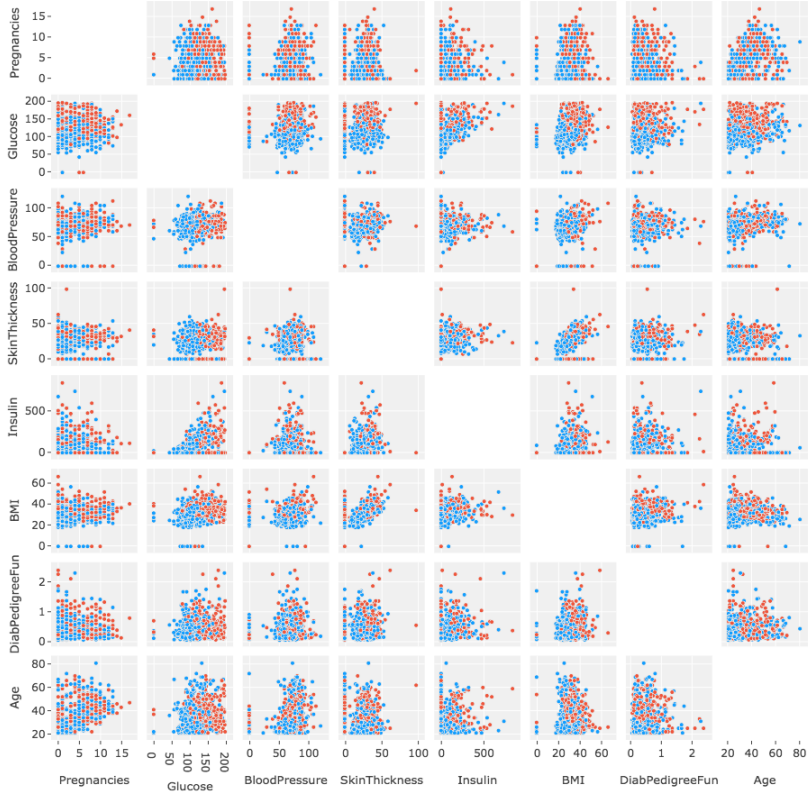 Pregnancies
15
10
5
0
Glucose
200
150
100
50
0
BloodPressure
100
50
0
SkinThickness
100
50
0
Insulin
500
0
BMI
60
40
20
0
DiabPedigreeFun
2
1
0
Age
80
60
40
20
0 5 10 15
0 50 100 150 200
0 50 100
0 50 100
0 500
0 20 40 60
0 1 2
20 40 60 80
Pregnancies Glucose BloodPressure SkinThickness Insulin BMI DiabPedigreeFun Age